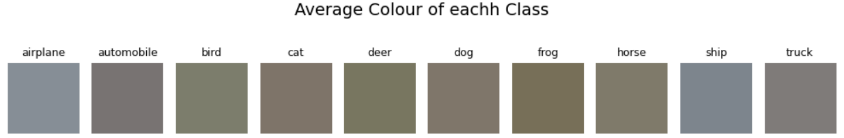 Average Colour of eachh Class
airplane automobile bird cat deer dog frog horse ship truck